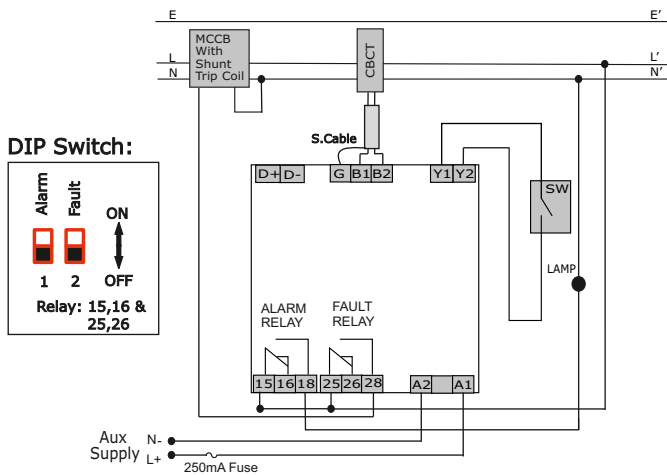 E E'
MCCB
With
Shunt
Trip Coil
CBCT
L L'
N N'
S.Cable
DIP Switch:
Alarm
Fault
ON
OFF
1 2
Relay: 15,16 &
25,26
D+ D- G B1 B2 Y1 Y2
SW
LAMP
ALARM
RELAY
FAULT
RELAY
15 16 18 25 26 28 A2 A1
Aux
Supply
N-
L+
250mA Fuse